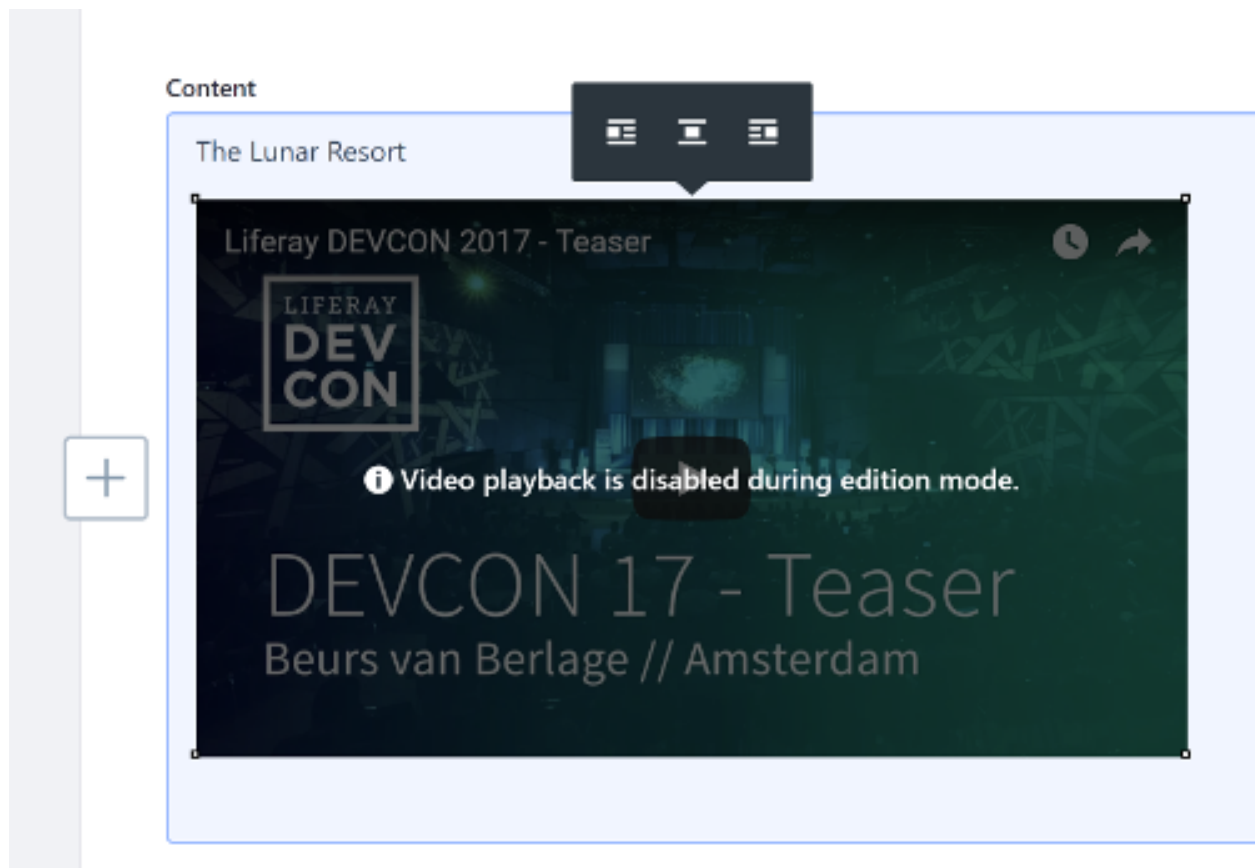 Content
The Lunar Resort
Liferay DEVCON 2017 - Teaser
LIFERAY
DEV
CON
Video playback is disabled during edition mode.
DEVCON 17 - Teaser
Beurs van Berlage // Amsterdam